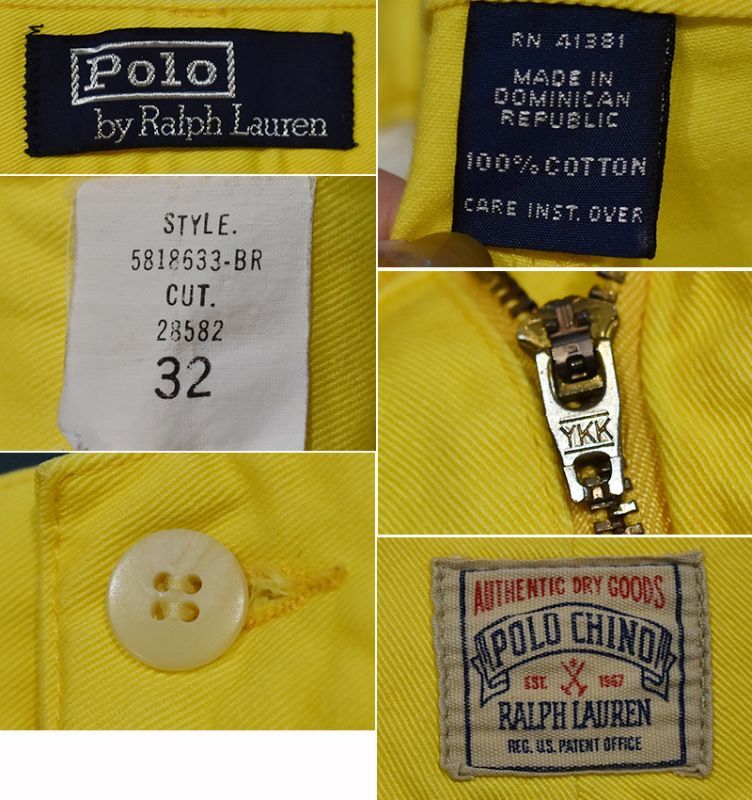 Polo
by Ralph Lauren
M
RN 41381
MADE IN
DOMINICAN
REPUBLIC
100% COTTON
CARE INST. OVER
STYLE.
5818633-BR
CUT.
28582
32
YKK
AUTHENTIC DRY GOODS
POLO CHINO
EST. 1967
RALPH LAUREN
REG. U.S. PATENT OFFICE